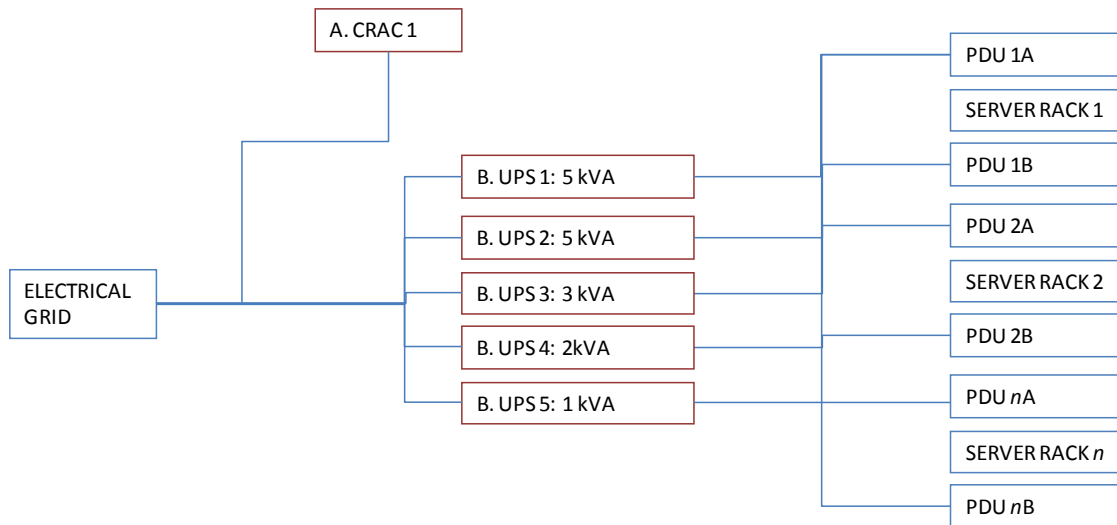 A. CRAC 1
PDU 1A
SERVER RACK 1
B. UPS 1: 5 kVA
PDU 1B
B. UPS 2: 5 kVA
PDU 2A
ELECTRICAL
GRID
B. UPS 3: 3 kVA
SERVER RACK 2
B. UPS 4: 2kVA
PDU 2B
B. UPS 5: 1 kVA
PDU nA
SERVER RACK n
PDU nB